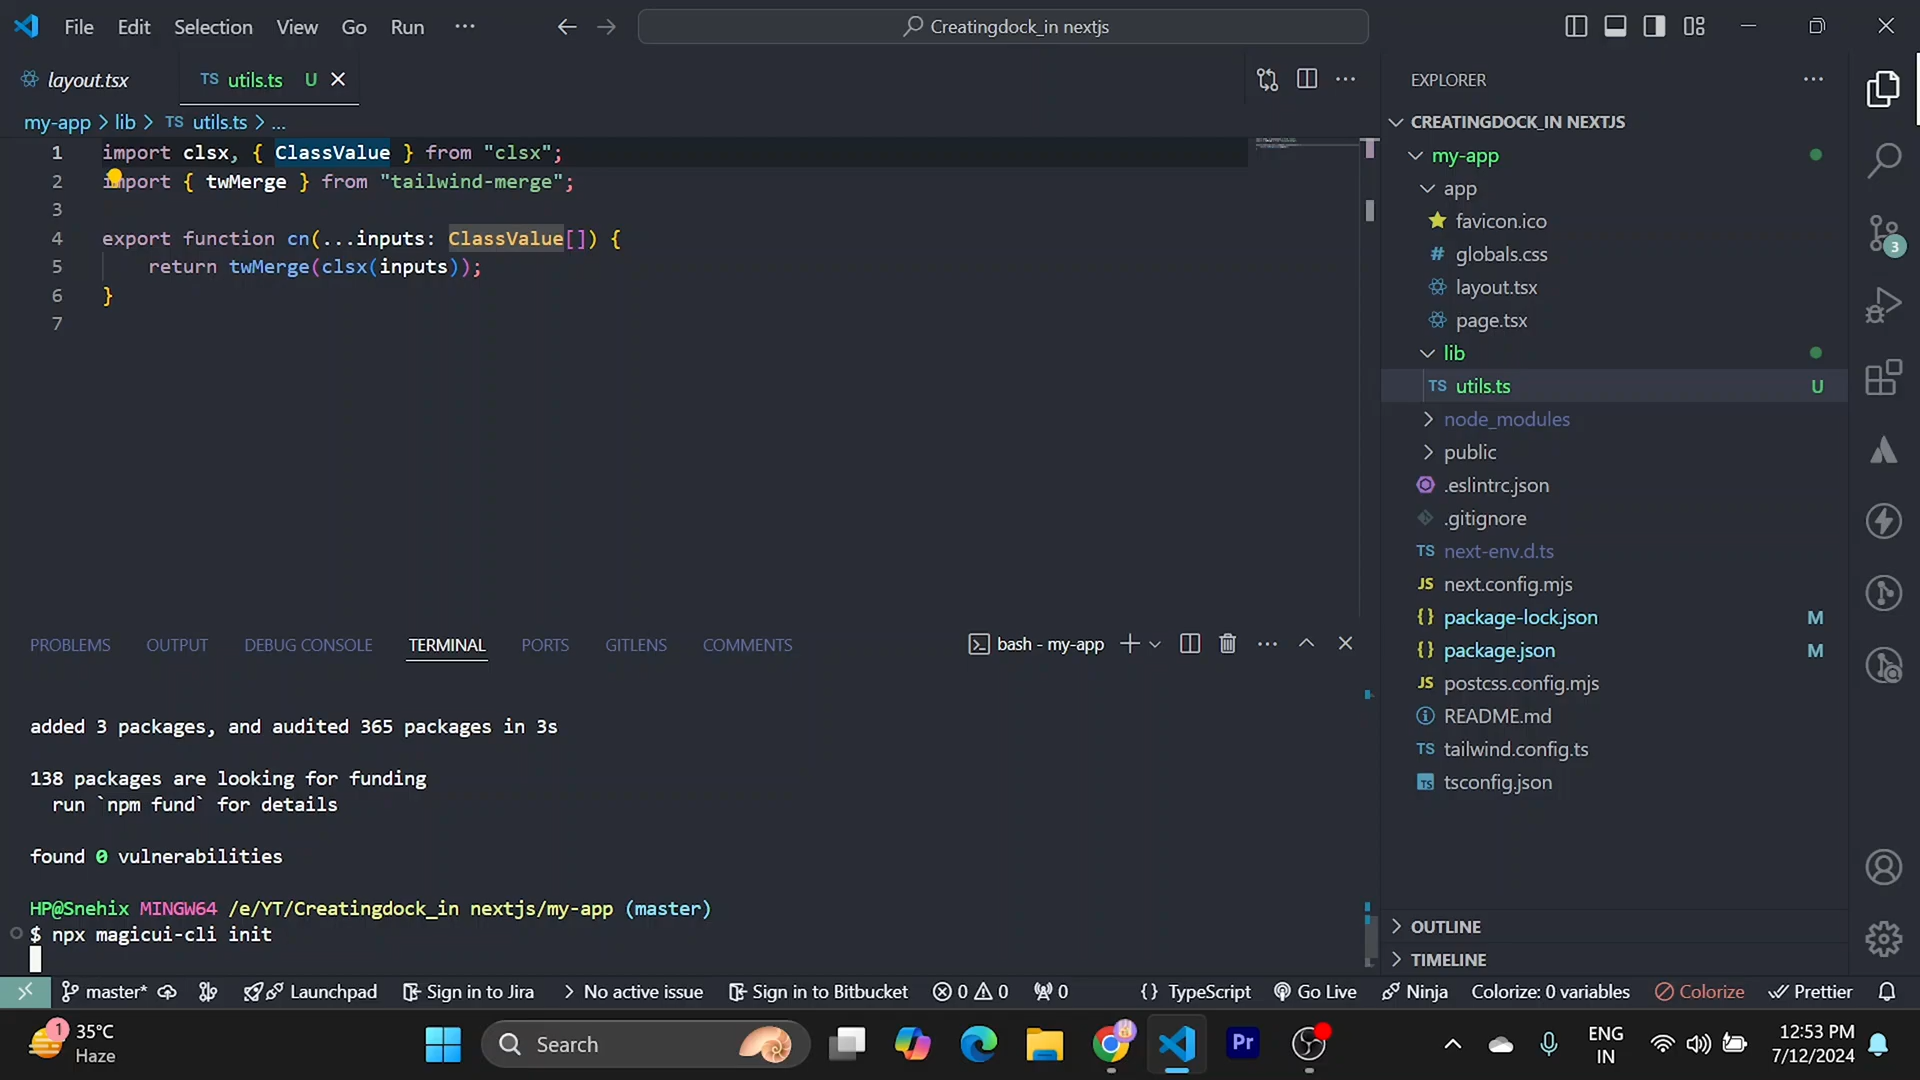 File Edit Selection View Go Run ···
Creatingdock_in nextjs
layout.tsx
TS utils.ts U
my-app > lib > TS utils.ts > ...
1 import clsx, { ClassValue } from "clsx";
2 import { twMerge } from "tailwind-merge";
3
4 export function cn(...inputs: ClassValue[]) {
5 return twMerge(clsx(inputs));
6 }
7
PROBLEMS OUTPUT DEBUG CONSOLE TERMINAL PORTS GITLENS COMMENTS
bash - my-app
added 3 packages, and audited 365 packages in 3s
138 packages are looking for funding
run `npm fund` for details
found 0 vulnerabilities
HP@Snehix MINGW64 /e/YT/Creatingdock_in nextjs/my-app (master)
$ npx magicui-cli init
EXPLORER
CREATINGDOCK_IN NEXTJS
my-app
app
favicon.ico
# globals.css
layout.tsx
page.tsx
lib
TS utils.ts U
node_modules
public
.eslintrc.json
.gitignore
TS next-env.d.ts
JS next.config.mjs
{} package-lock.json M
{} package.json M
JS postcss.config.mjs
README.md
TS tailwind.config.ts
TS tsconfig.json
OUTLINE
TIMELINE
3
master* Launchpad Sign in to Jira > No active issue Sign in to Bitbucket 0 0 0 {} TypeScript Go Live Ninja Colorize: 0 variables Colorize Prettier
1
35°C
Haze
Search
Pr
ENG
IN
12:53 PM
7/12/2024